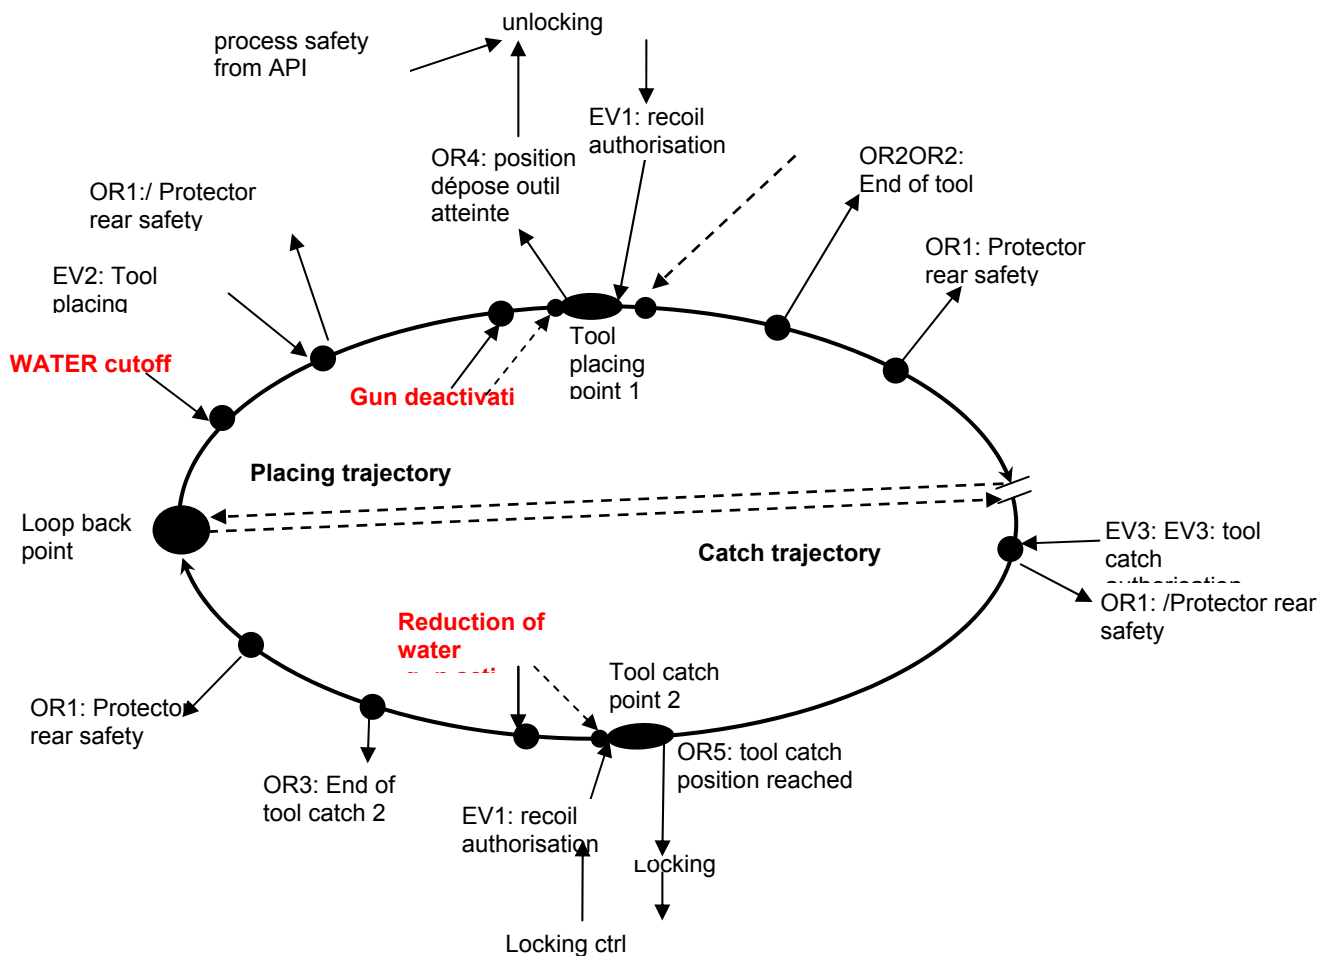 unlocking
process safety
from API
EV1: recoil
authorisation
OR4: position
dépose outil
atteinte
OR2OR2:
End of tool
OR1:/ Protector
rear safety
OR1: Protector
rear safety
EV2: Tool
placing
WATER cutoff
Gun deactivati
Tool
placing
point 1
Placing trajectory
Loop back
point
Catch trajectory
EV3: EV3: tool
catch
authorisation
OR1: /Protector rear
safety
Reduction of
water
Tool catch
point 2
OR1: Protector
rear safety
OR5: tool catch
position reached
OR3: End of
tool catch 2
EV1: recoil
authorisation
Locking
Locking ctrl